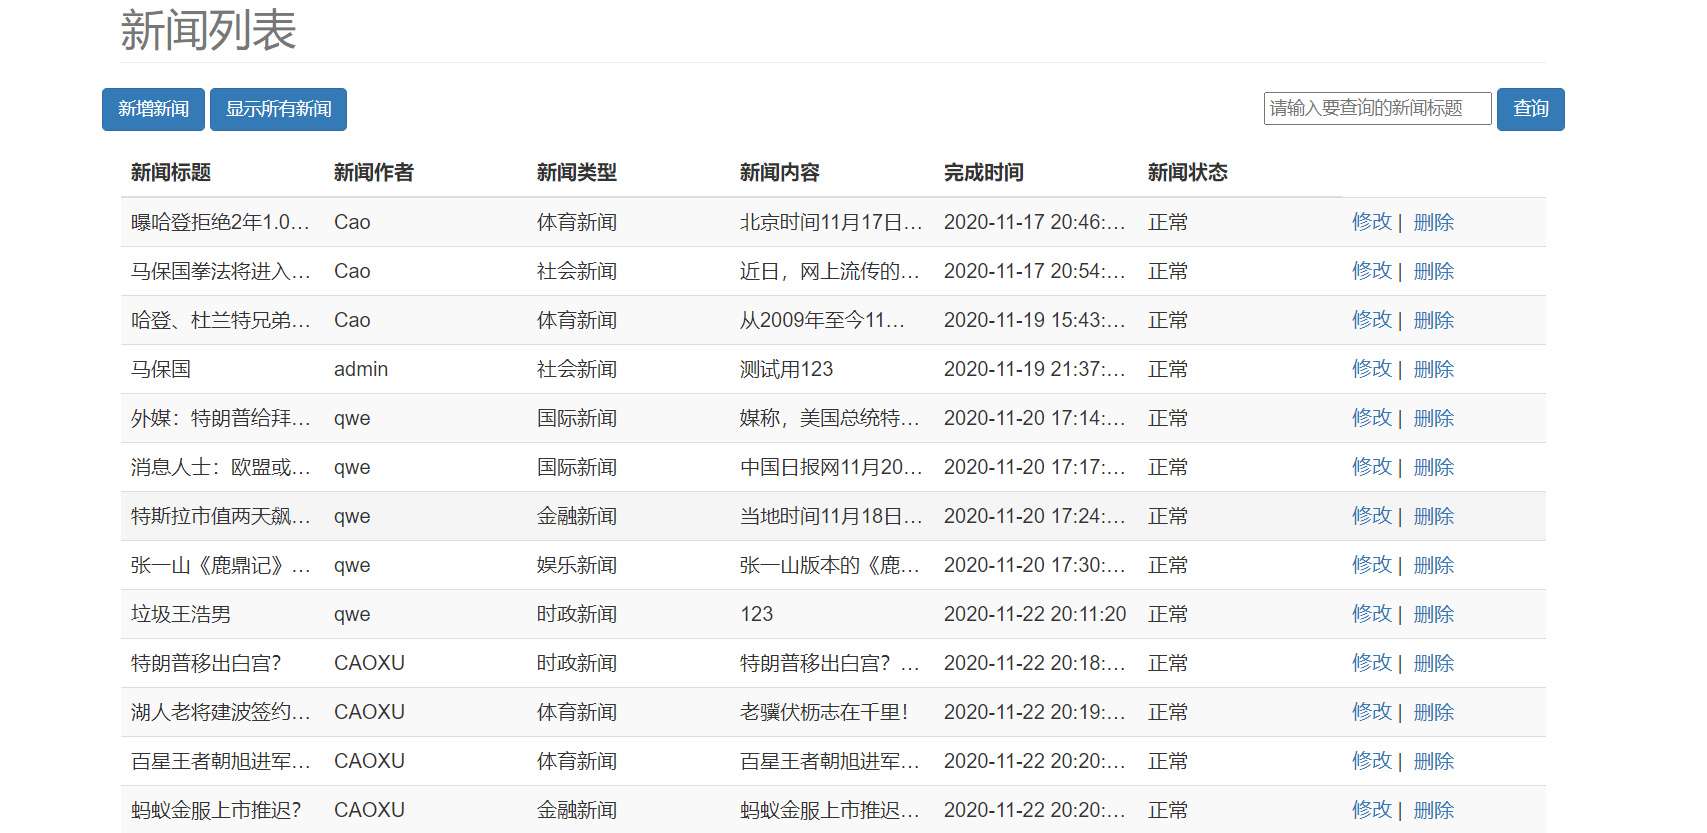 新闻列表
新增新闻 显示所有新闻 请输入要查询的新闻标题 查询
新闻标题 新闻作者 新闻类型 新闻内容 完成时间 新闻状态
曝哈登拒绝2年1.0… Cao 体育新闻 北京时间11月17日… 2020-11-17 20:46:… 正常 修改 | 删除
马保国拳法将进入… Cao 社会新闻 近日，网上流传的… 2020-11-17 20:54:… 正常 修改 | 删除
哈登、杜兰特兄弟… Cao 体育新闻 从2009年至今11… 2020-11-19 15:43:… 正常 修改 | 删除
马保国 admin 社会新闻 测试用123 2020-11-19 21:37:… 正常 修改 | 删除
外媒：特朗普给拜… qwe 国际新闻 媒称，美国总统特… 2020-11-20 17:14:… 正常 修改 | 删除
消息人士：欧盟或… qwe 国际新闻 中国日报网11月20… 2020-11-20 17:17:… 正常 修改 | 删除
特斯拉市值两天飙… qwe 金融新闻 当地时间11月18日… 2020-11-20 17:24:… 正常 修改 | 删除
张一山《鹿鼎记》… qwe 娱乐新闻 张一山版本的《鹿… 2020-11-20 17:30:… 正常 修改 | 删除
垃圾王浩男 qwe 时政新闻 123 2020-11-22 20:11:20 正常 修改 | 删除
特朗普移出白宫？ CAOXU 时政新闻 特朗普移出白宫？… 2020-11-22 20:18:… 正常 修改 | 删除
湖人老将建波签约… CAOXU 体育新闻 老骥伏枥志在千里！ 2020-11-22 20:19:… 正常 修改 | 删除
百星王者朝旭进军… CAOXU 体育新闻 百星王者朝旭进军… 2020-11-22 20:20:… 正常 修改 | 删除
蚂蚁金服上市推迟？ CAOXU 金融新闻 蚂蚁金服上市推迟… 2020-11-22 20:20:… 正常 修改 | 删除